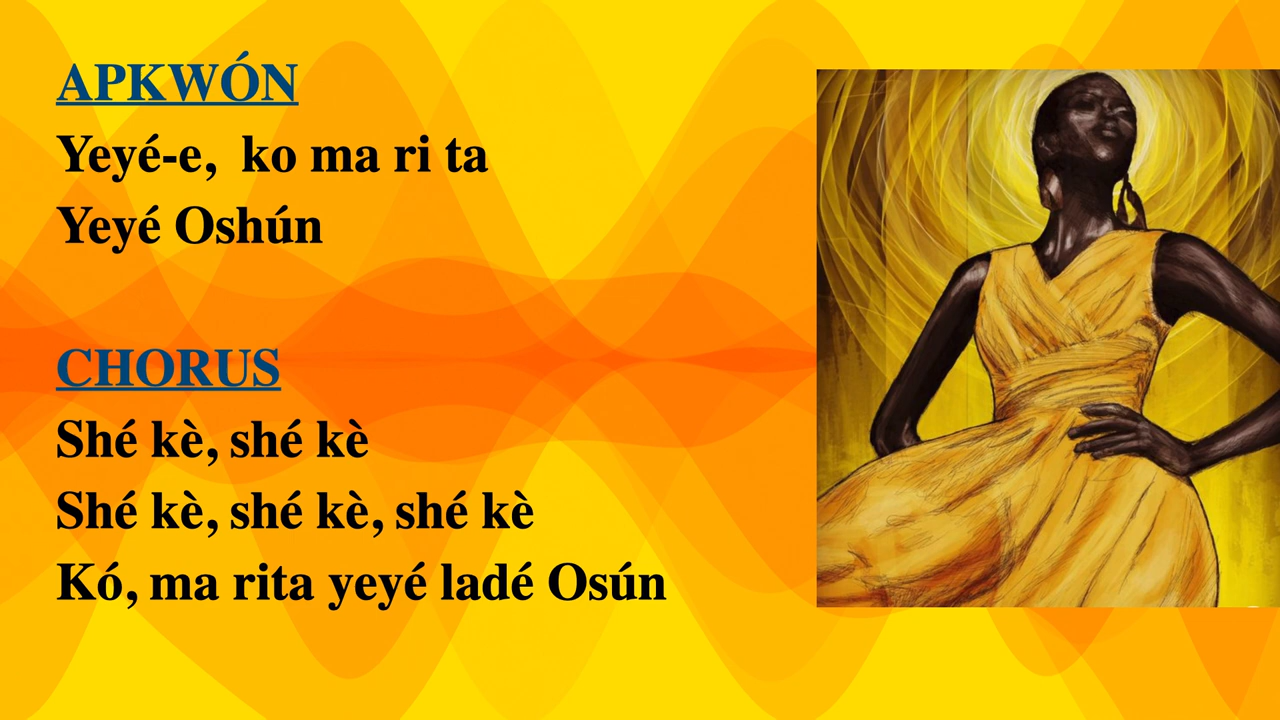 APKWÓN
Yeyé-e,  ko ma ri ta
Yeyé Oshún
CHORUS
Shé kè, shé kè
Shé kè, shé kè, shé kè
Kó, ma rita yeyé ladé Osún